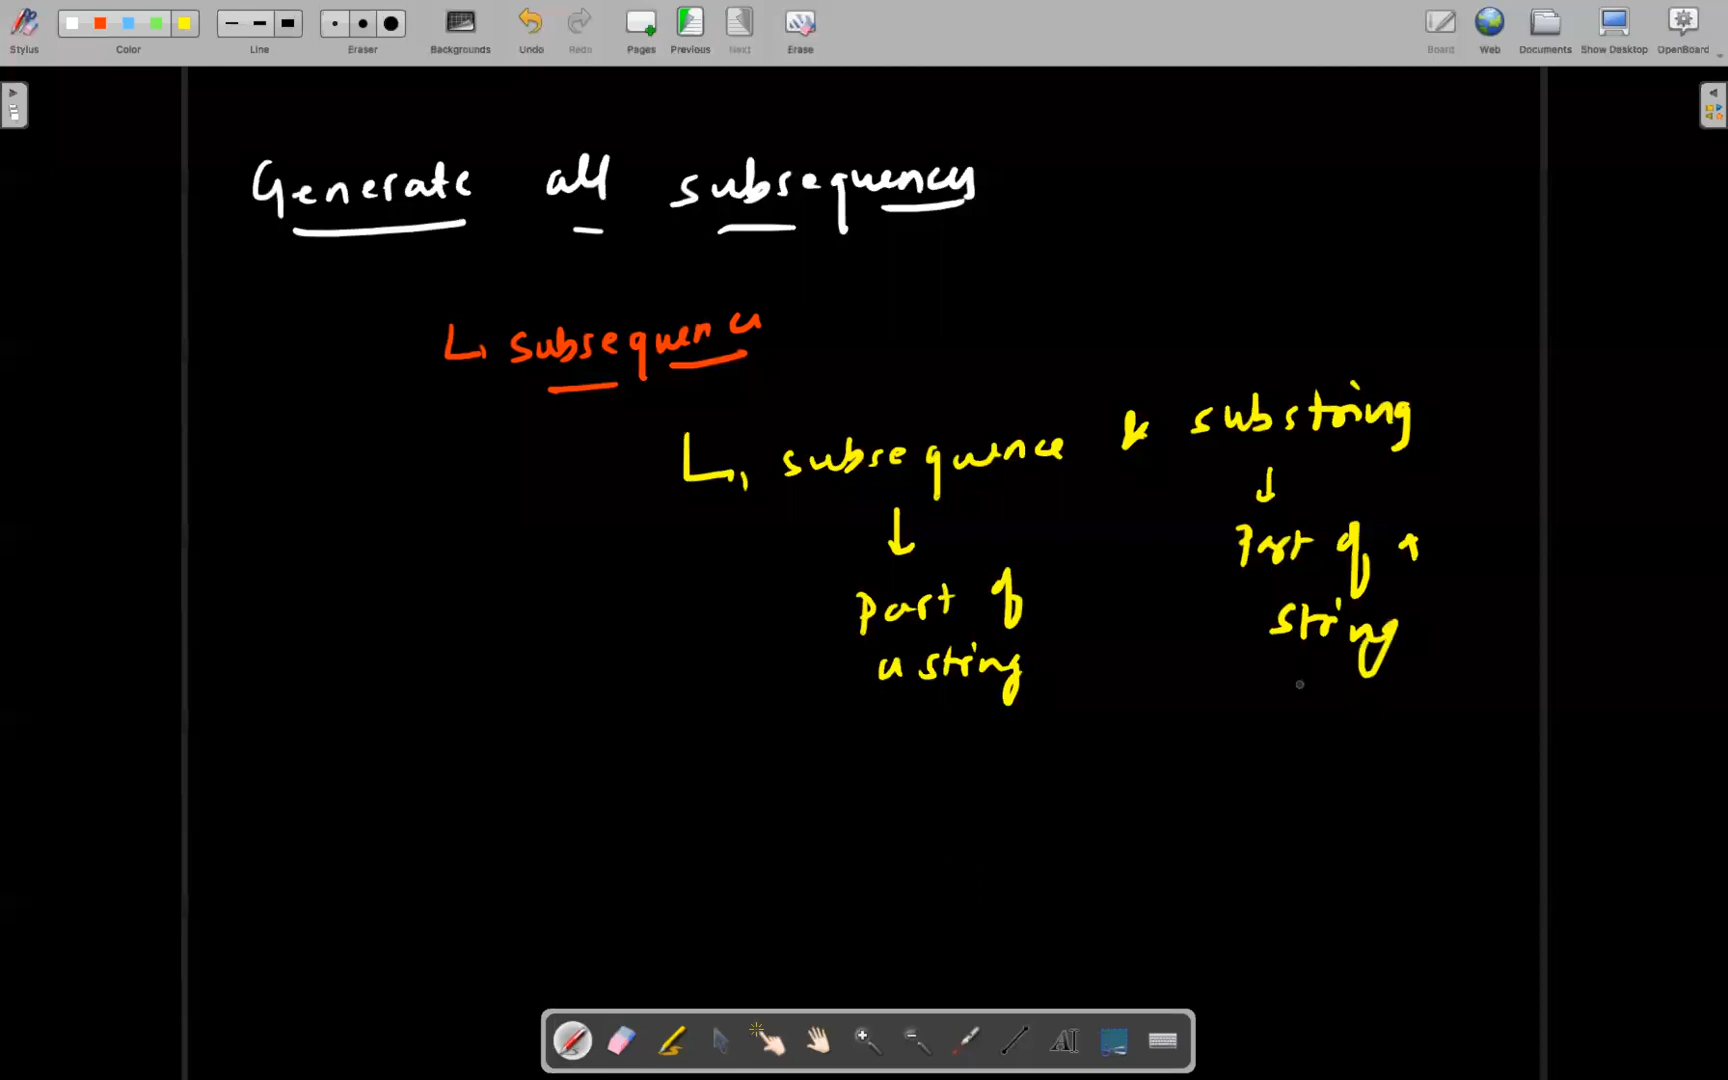 Stylus
Color
Line
Eraser
Backgrounds
Undo
Redo
Pages
Previous
Next
Erase
Board
Web
Documents
Show Desktop
OpenBoard
Generate all subsequency
subsequence
subsequence & substring
part of
a string
Part of a
string